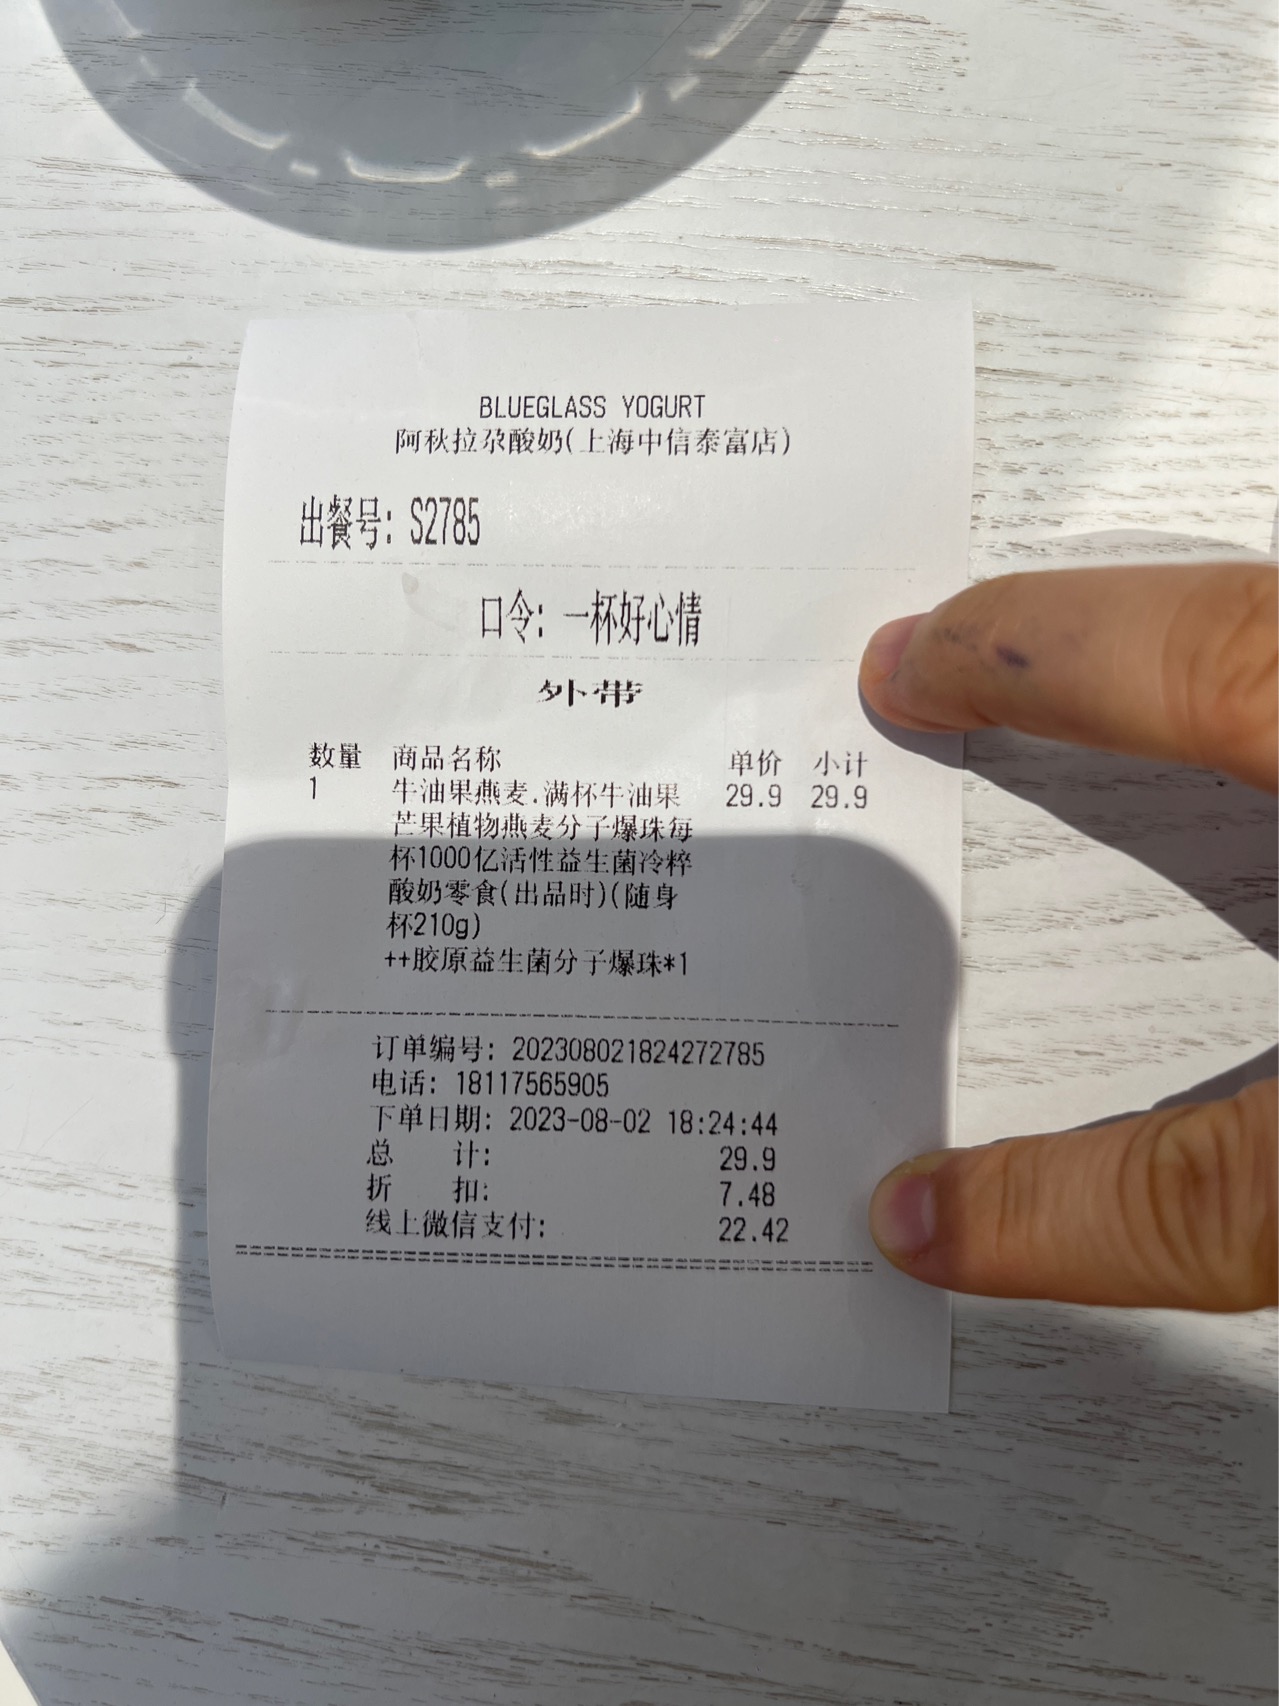 BLUEGLASS YOGURT
阿秋拉尕酸奶(上海中信泰富店)
出餐号: S2785
口令: 一杯好心情
外带
数量 商品名称 单价 小计
1 牛油果燕麦.满杯牛油果 29.9 29.9
芒果植物燕麦分子爆珠每
杯1000亿活性益生菌冷粹
酸奶零食(出品时)(随身
杯210g)
++胶原益生菌分子爆珠*1
订单编号: 202308021824272785
电话: 18117565905
下单日期: 2023-08-02 18:24:44
总 计: 29.9
折 扣: 7.48
线上微信支付: 22.42